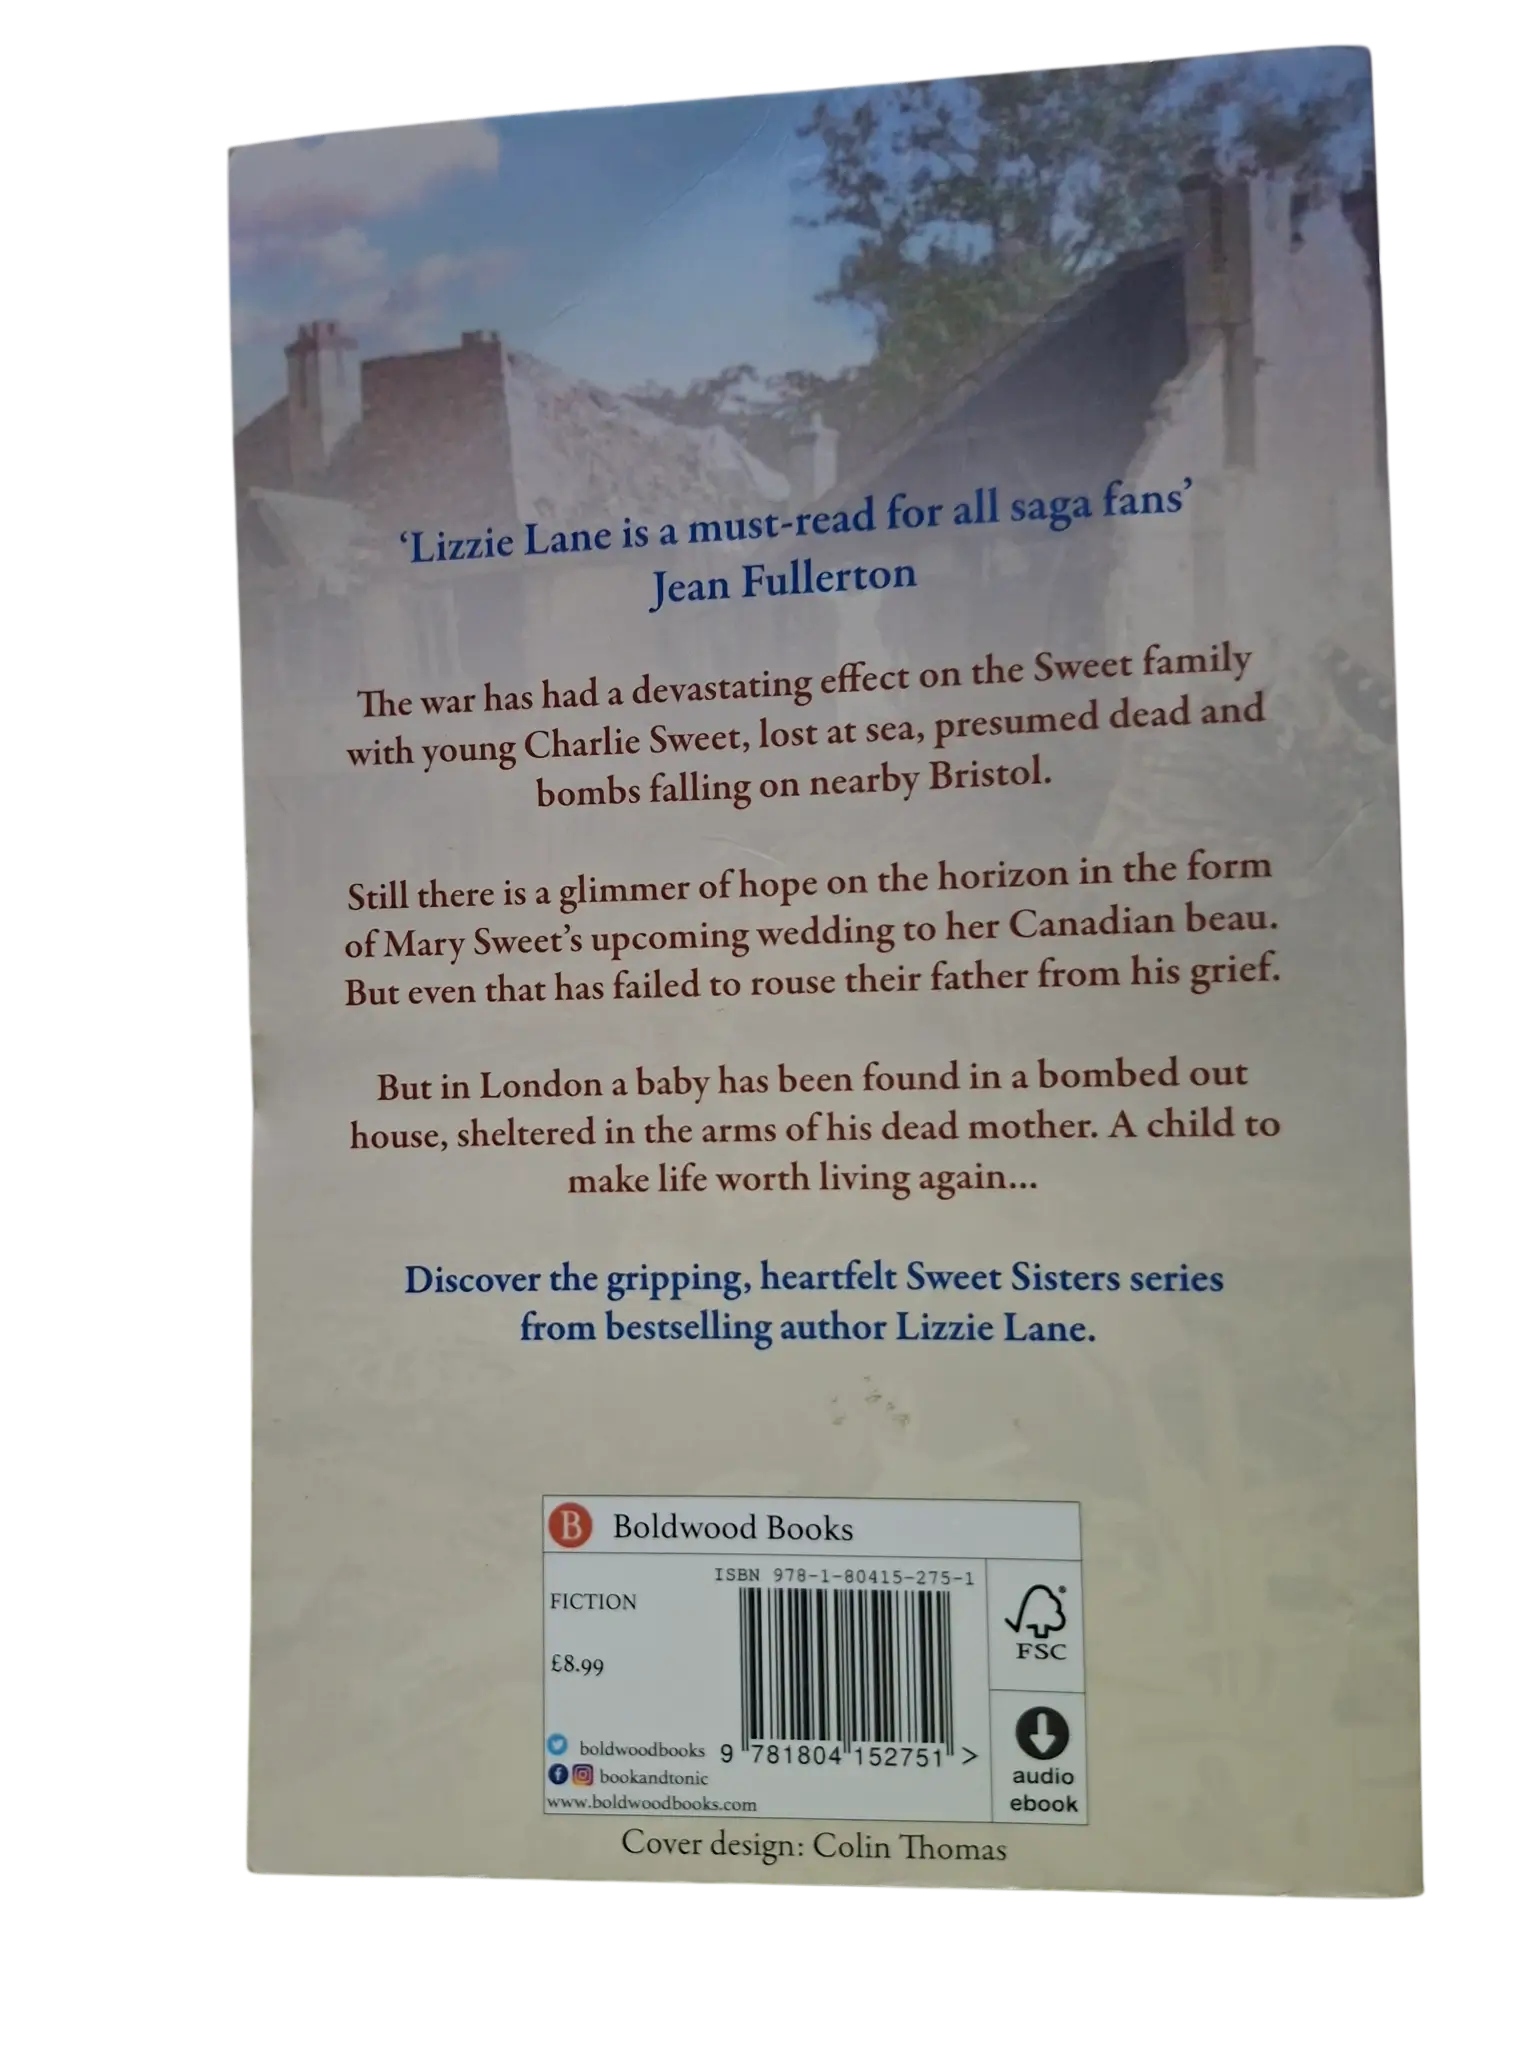 ‘Lizzie Lane is a must-read for all saga fans’
Jean Fullerton
The war has had a devastating effect on the Sweet family
with young Charlie Sweet, lost at sea, presumed dead and
bombs falling on nearby Bristol.
Still there is a glimmer of hope on the horizon in the form
of Mary Sweet’s upcoming wedding to her Canadian beau.
But even that has failed to rouse their father from his grief.
But in London a baby has been found in a bombed out
house, sheltered in the arms of his dead mother. A child to
make life worth living again...
Discover the gripping, heartfelt Sweet Sisters series
from bestselling author Lizzie Lane.
B Boldwood Books
ISBN 978-1-80415-275-1
FICTION
£8.99
FSC
boldwoodbooks
9 781804 152751 >
bookandtonic
www.boldwoodbooks.com
audio
ebook
Cover design: Colin Thomas